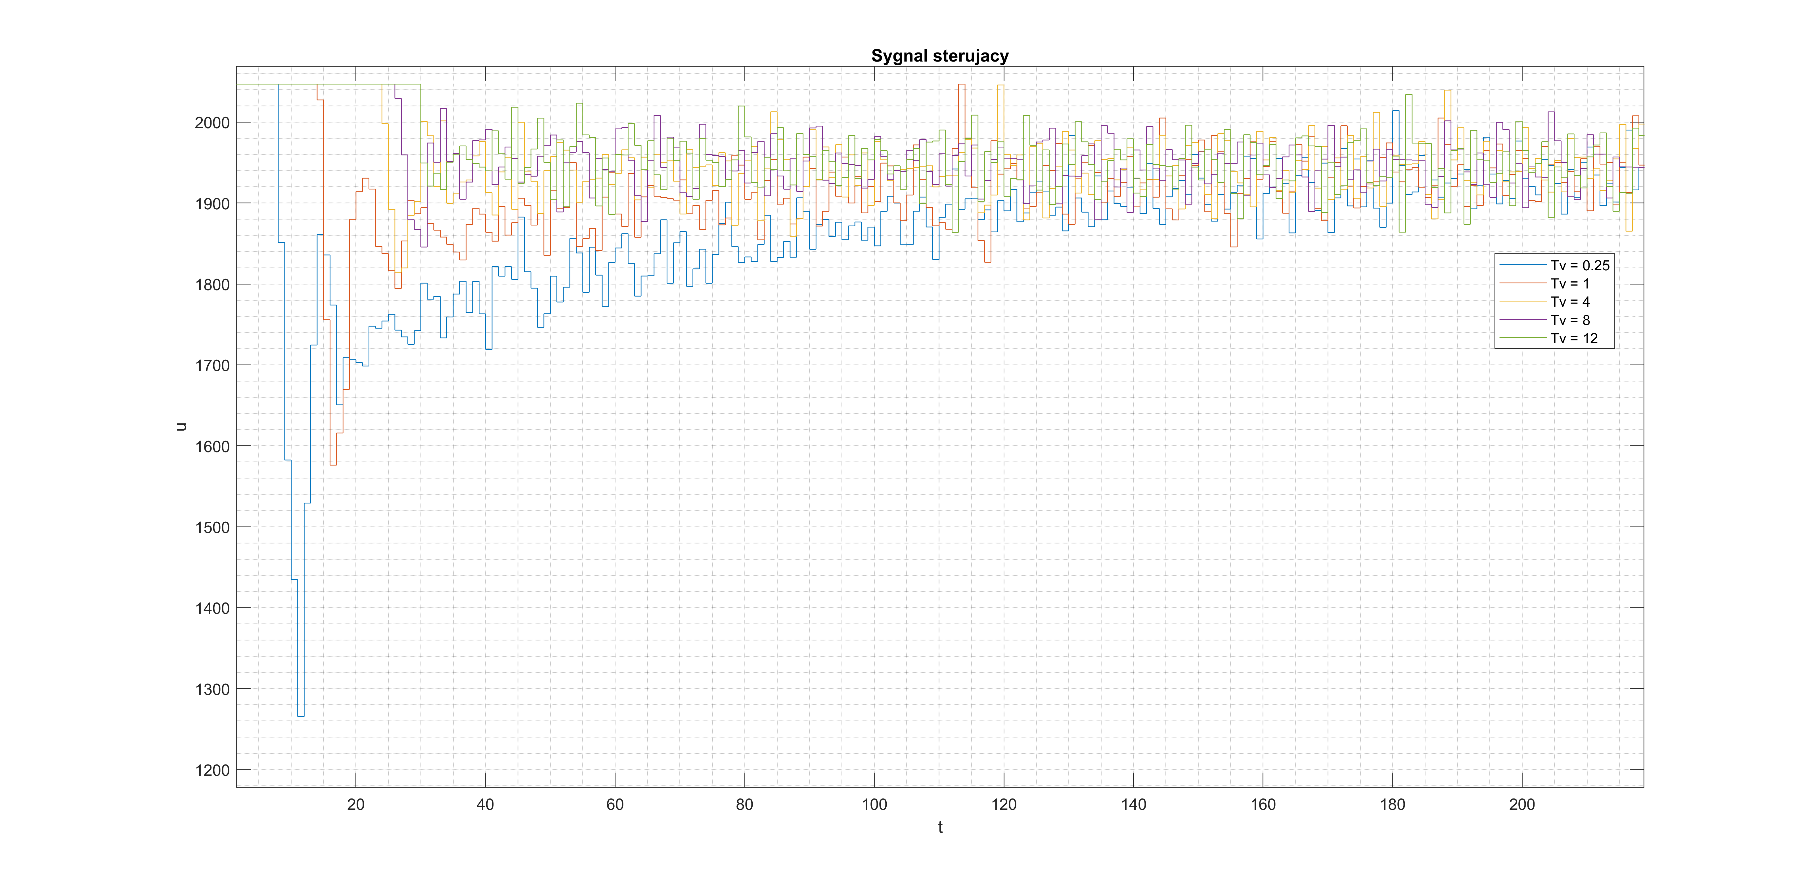 Sygnal sterujacy
2000
1900
1800
1700
1600
1500
1400
1300
1200
u
20 40 60 80 100 120 140 160 180 200
t
Tv = 0.25
Tv = 1
Tv = 4
Tv = 8
Tv = 12